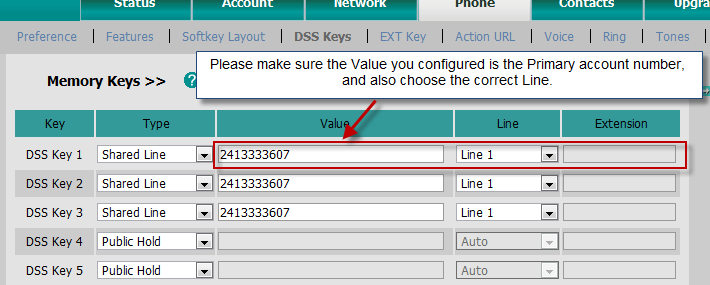 Status Account Network Phone Contacts Upgra
Preference | Features | Softkey Layout | DSS Keys | EXT Key | Action URL | Voice | Ring | Tones
Please make sure the Value you configured is the Primary account number,
and also choose the correct Line.
Memory Keys >> ?
Key Type Value Line Extension
DSS Key 1 Shared Line 2413333607 Line 1
DSS Key 2 Shared Line 2413333607 Line 1
DSS Key 3 Shared Line 2413333607 Line 1
DSS Key 4 Public Hold Auto
DSS Key 5 Public Hold Auto